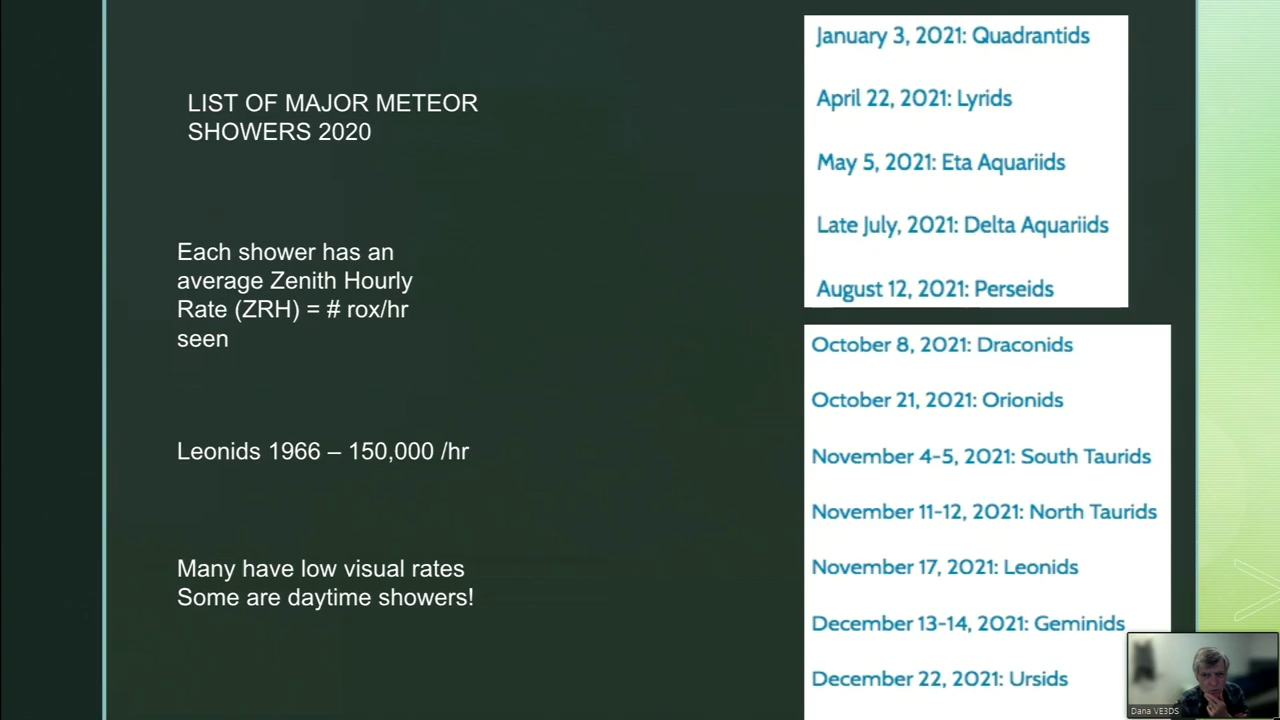 LIST OF MAJOR METEOR
SHOWERS 2020
Each shower has an
average Zenith Hourly
Rate (ZRH) = # rox/hr
seen
Leonids 1966 – 150,000 /hr
Many have low visual rates
Some are daytime showers!
January 3, 2021: Quadrantids
April 22, 2021: Lyrids
May 5, 2021: Eta Aquariids
Late July, 2021: Delta Aquariids
August 12, 2021: Perseids
October 8, 2021: Draconids
October 21, 2021: Orionids
November 4-5, 2021: South Taurids
November 11-12, 2021: North Taurids
November 17, 2021: Leonids
December 13-14, 2021: Geminids
December 22, 2021: Ursids
Dana VE3DS